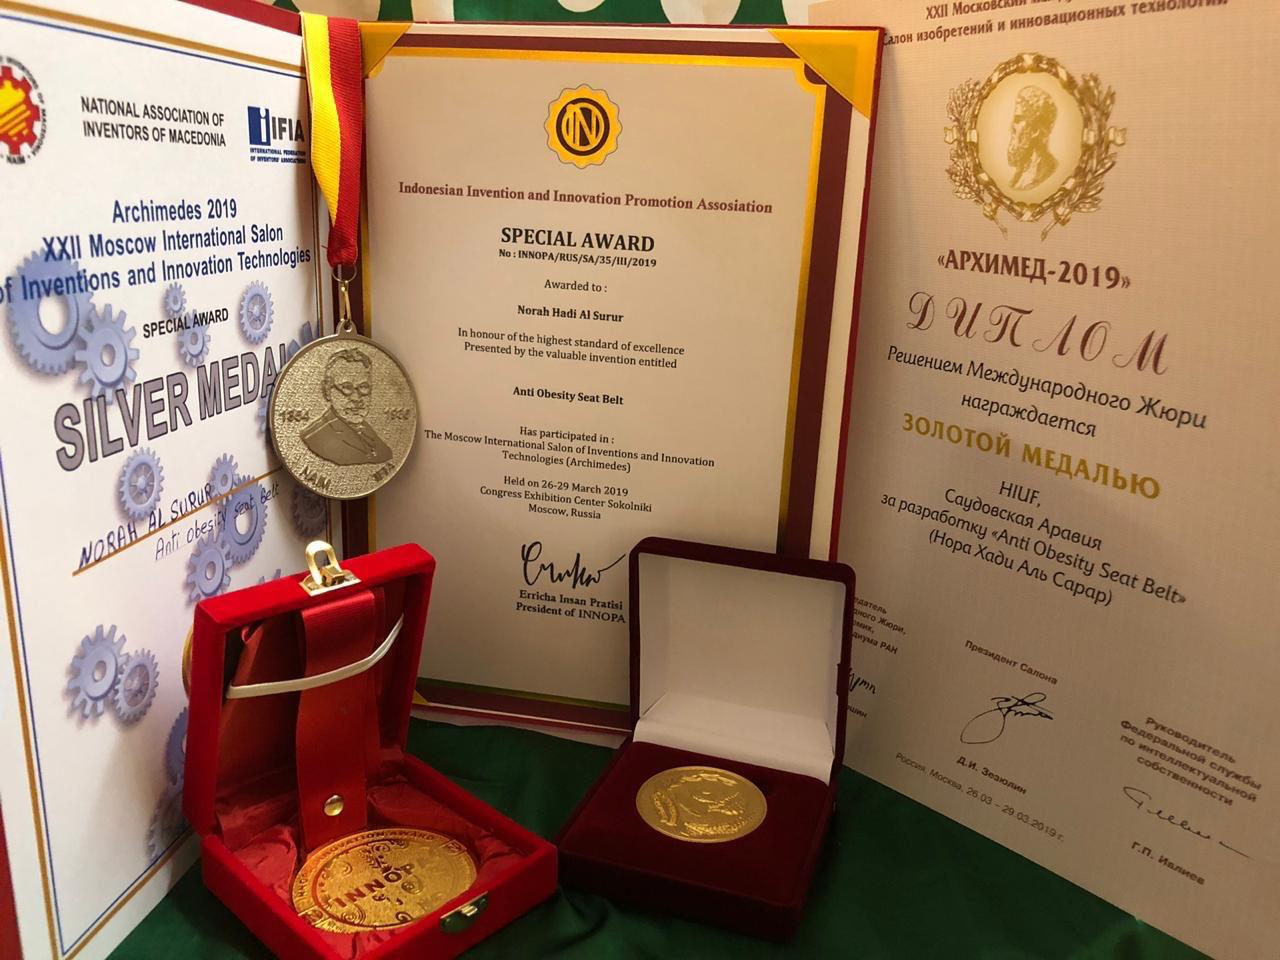 NATIONAL ASSOCIATION OF
INVENTORS OF MACEDONIA
NAIM
IFIA
INTERNATIONAL FEDERATION
OF INVENTORS' ASSOCIATIONS
Archimedes 2019
XXII Moscow International Salon
of Inventions and Innovation Technologies
SPECIAL AWARD
SILVER MEDAL
NORAH AL SURUR
Anti obesity Seat Belt
NAIM
IN
Indonesian Invention and Innovation Promotion Assosiation
SPECIAL AWARD
No : INNOPA/RUS/SA/35/III/2019
Awarded to :
Norah Hadi Al Surur
In honour of the highest standard of excellence
Presented by the valuable invention entitled
Anti Obesity Seat Belt
Has participated in :
The Moscow International Salon of Inventions and Innovation
Technologies (Archimedes)
Held on 26-29 March 2019
Congress Exhibition Center Sokolniki
Moscow, Russia
Erricha Insan Pratisi
President of INNOPA
INNOP
XXII Московский
салон изобретений и инновационных технологий
«АРХИМЕД-2019»
ДИПЛОМ
Решением Международного Жюри
награждается
ЗОЛОТОЙ МЕДАЛЬЮ
HIUF,
Саудовская Аравия
за разработку «Anti Obesity Seat Belt»
(Нора Хади Аль Сарар)
Президент Салона
Д.И. Зезюлин
Россия, Москва, 26.03 – 29.03.2019 г.
Руководитель
Федеральной службы
по интеллектуальной
собственности
Г.П. Ивлиев